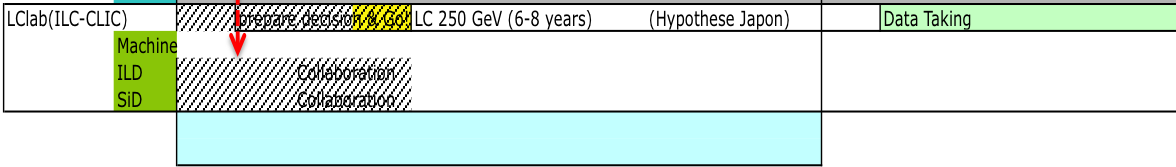 LClab(ILC-CLIC) prepare decision & Go! LC 250 GeV (6-8 years) (Hypothese Japon) Data Taking
Machine
ILD Collaboration
SiD Collaboration